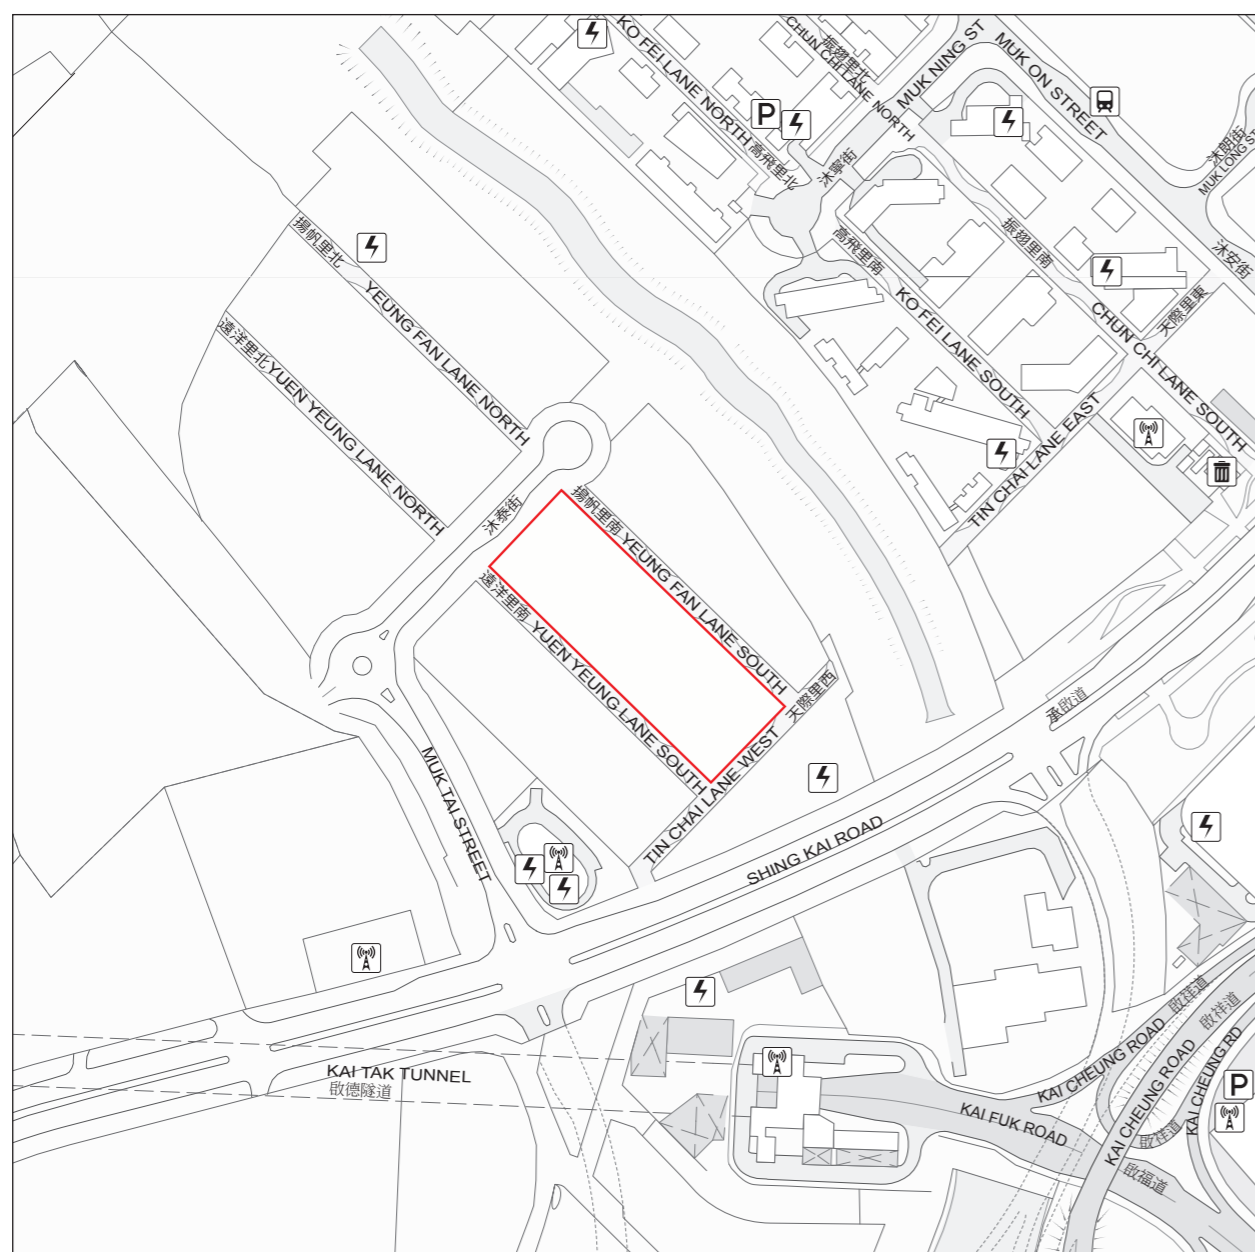 KO FEI LANE NORTH
高飛里北
振翅里北
CHUN CHI LANE NORTH
MUK NING ST
沐寧街
MUK ON STREET
沐朗街
MUK LONG ST
沐安街
P
揚帆里北
YEUNG FAN LANE NORTH
遠洋里北
YUEN YEUNG LANE NORTH
高飛里南
KO FEI LANE SOUTH
振翅里南
CHUN CHI LANE SOUTH
天際里東
TIN CHAI LANE EAST
沐泰街
揚帆里南
YEUNG FAN LANE SOUTH
遠洋里南
YUEN YEUNG LANE SOUTH
天際里西
TIN CHAI LANE WEST
承啟道
SHING KAI ROAD
MUK TAI STREET
KAI TAK TUNNEL
啟德隧道
KAI CHEUNG ROAD
啟祥道
KAI CHEUNG ROAD
啟祥道
KAI CHEUNG RD
啟祥道
P
KAI FUK ROAD
啟福道